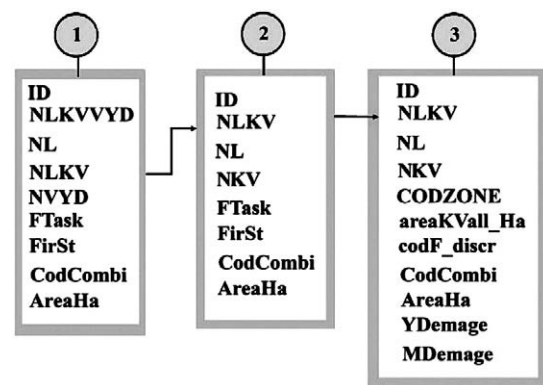 1
ID
NLKVVYD
NL
NLKV
NVYD
FTask
FirSt
CodCombi
AreaHa
2
ID
NLKV
NL
NKV
FTask
FirSt
CodCombi
AreaHa
3
ID
NLKV
NL
NKV
CODZONE
areaKVall_Ha
codF_discr
CodCombi
AreaHa
YDemage
MDemage